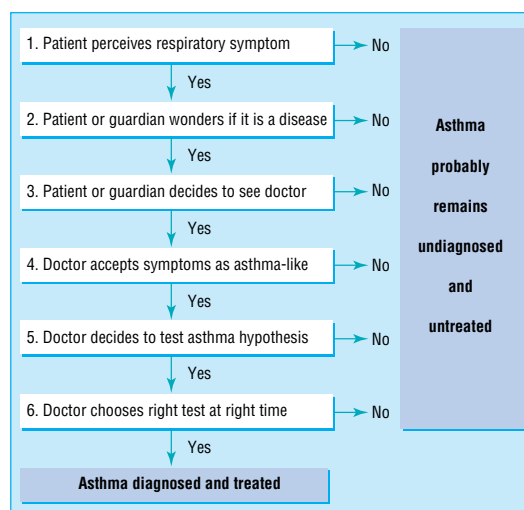 1. Patient perceives respiratory symptom
No
Yes
2. Patient or guardian wonders if it is a disease
No
Yes
3. Patient or guardian decides to see doctor
No
Yes
4. Doctor accepts symptoms as asthma-like
No
Yes
5. Doctor decides to test asthma hypothesis
No
Yes
6. Doctor chooses right test at right time
No
Yes
Asthma diagnosed and treated
Asthma
probably
remains
undiagnosed
and
untreated